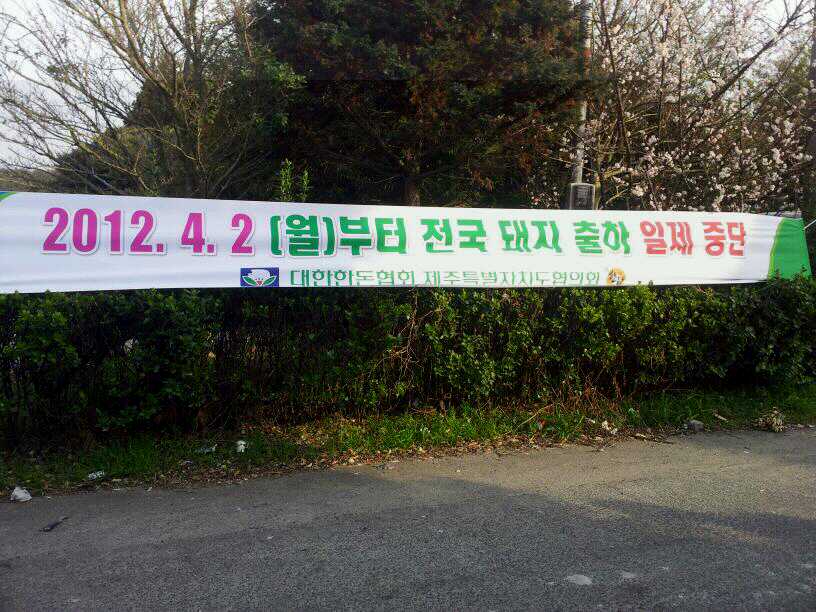 2012. 4. 2 (월)부터 전국 돼지 출하 일제 중단
대한한돈협회 제주특별자치도협의회